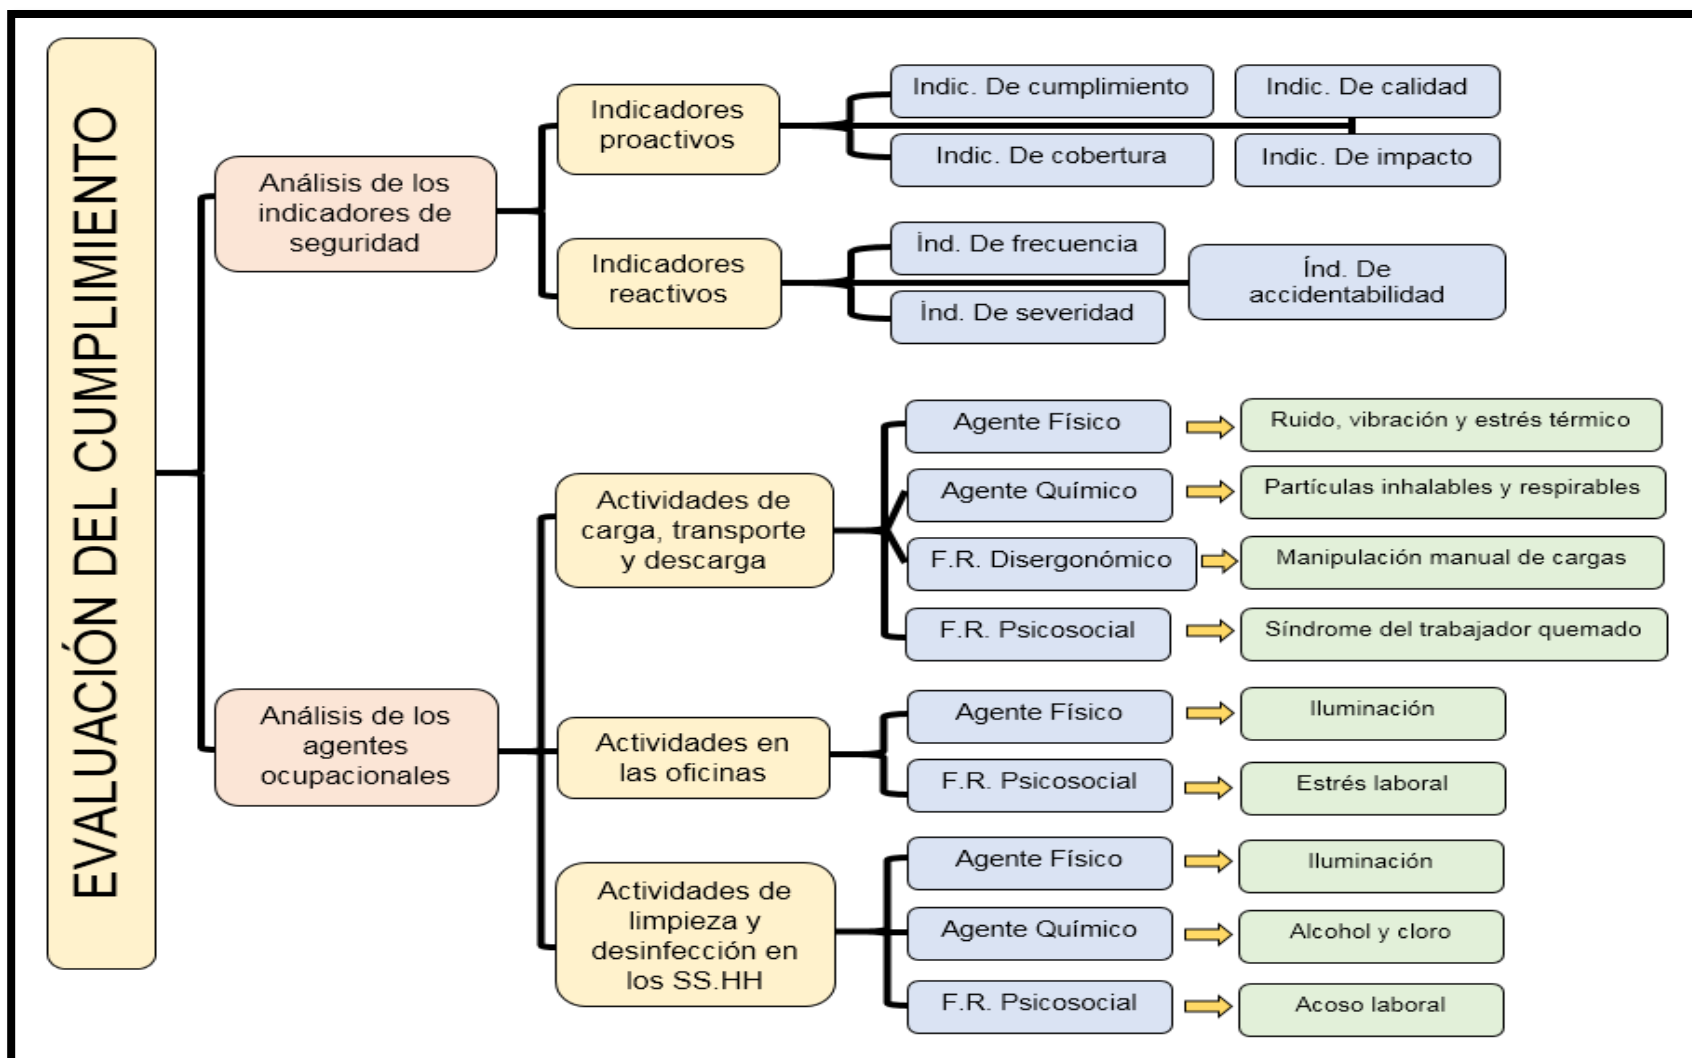 EVALUACIÓN DEL CUMPLIMIENTO
Análisis de los
indicadores de
seguridad
Indicadores
proactivos
Indic. De cumplimiento
Indic. De calidad
Indic. De cobertura
Indic. De impacto
Indicadores
reactivos
Índ. De frecuencia
Índ. De severidad
Índ. De
accidentabilidad
Análisis de los
agentes
ocupacionales
Actividades de
carga, transporte
y descarga
Agente Físico
Ruido, vibración y estrés térmico
Agente Químico
Partículas inhalables y respirables
F.R. Disergonómico
Manipulación manual de cargas
F.R. Psicosocial
Síndrome del trabajador quemado
Actividades en
las oficinas
Agente Físico
Iluminación
F.R. Psicosocial
Estrés laboral
Actividades de
limpieza y
desinfección en
los SS.HH
Agente Físico
Iluminación
Agente Químico
Alcohol y cloro
F.R. Psicosocial
Acoso laboral